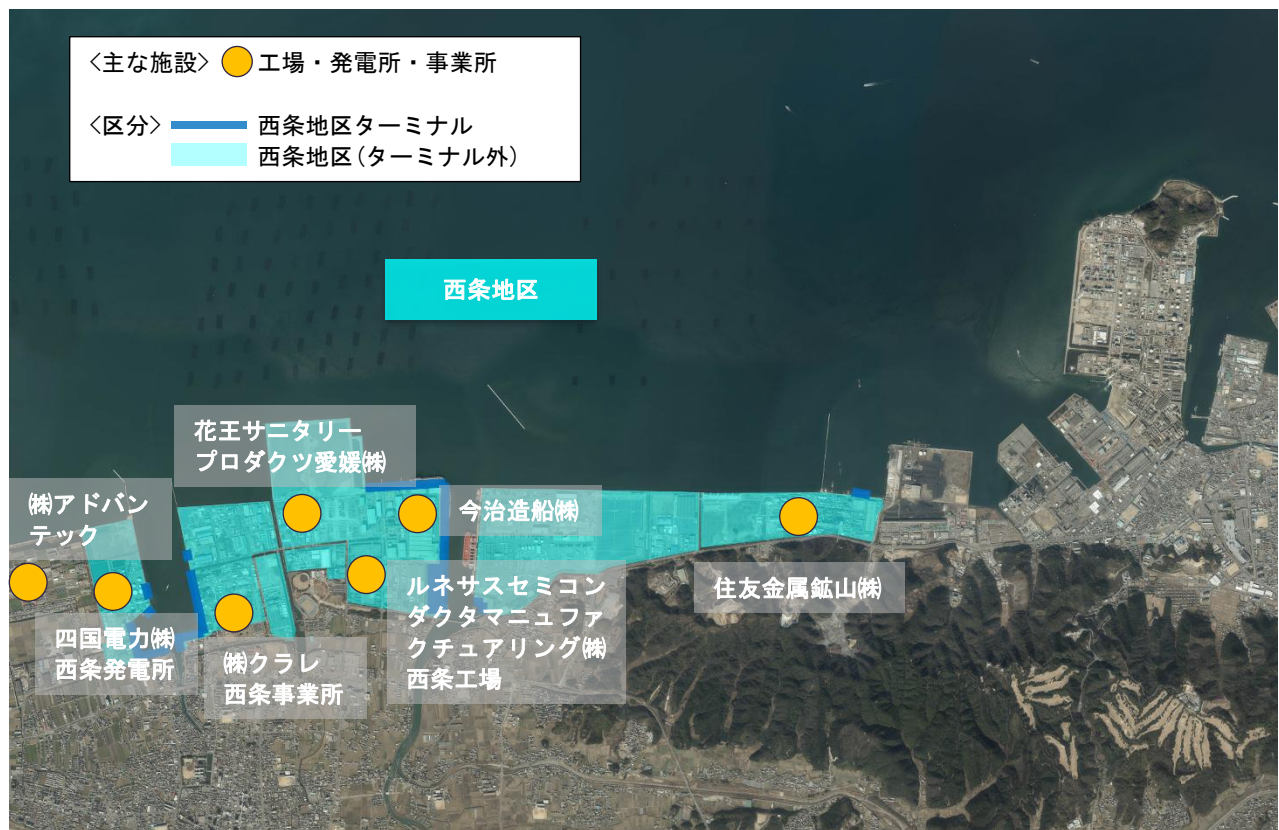 <主な施設> 工場・発電所・事業所
<区分> 西条地区ターミナル
西条地区(ターミナル外)
西条地区
花王サニタリー
プロダクツ愛媛㈱
㈱アドバン
テック
今治造船㈱
ルネサスセミコン
ダクタマニュファ
クチュアリング㈱
西条工場
住友金属鉱山㈱
四国電力㈱
西条発電所
㈱クラレ
西条事業所